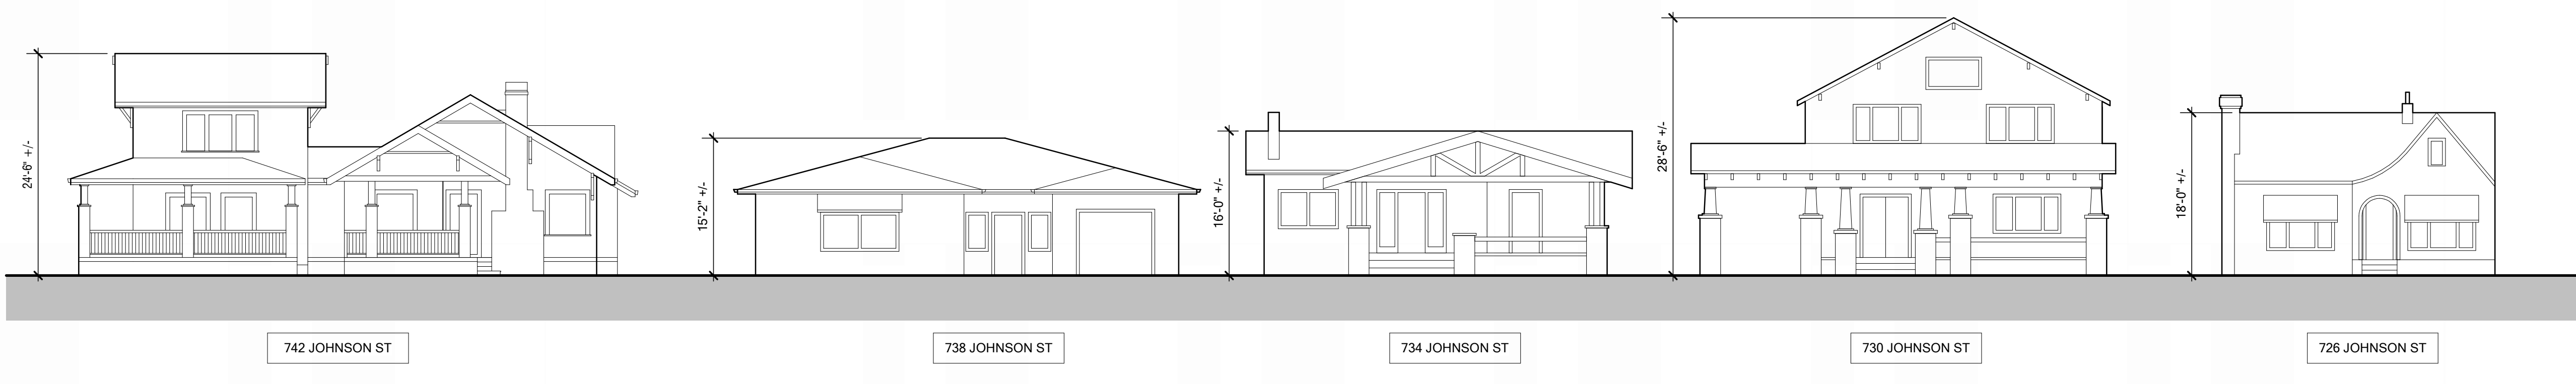 24'-6" +/-
15'-2" +/-
16'-0" +/-
28'-6" +/-
18'-0" +/-
742 JOHNSON ST
738 JOHNSON ST
734 JOHNSON ST
730 JOHNSON ST
726 JOHNSON ST